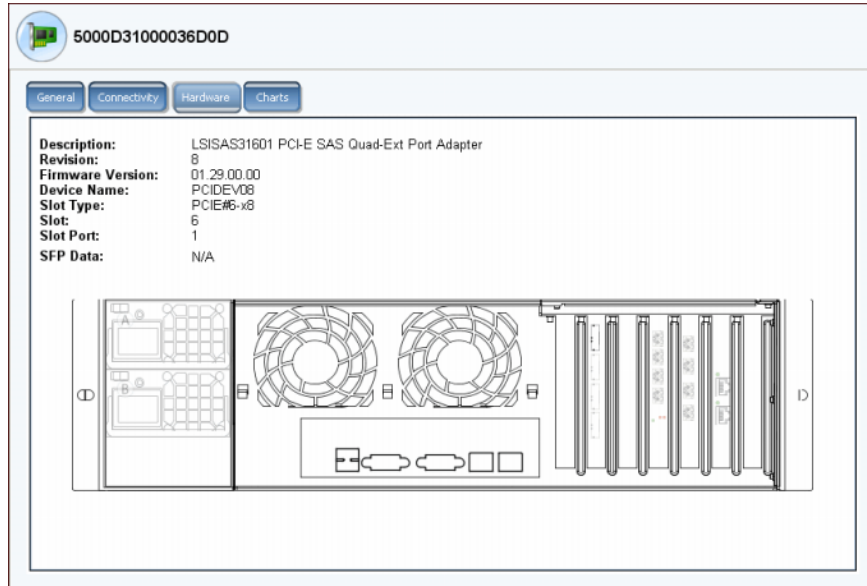 5000D31000036D0D
General Connectivity Hardware Charts
Description: LSISAS31601 PCI-E SAS Quad-Ext Port Adapter
Revision: 8
Firmware Version: 01.29.00.00
Device Name: PCIDEV08
Slot Type: PCIE#6-x8
Slot: 6
Slot Port: 1
SFP Data: N/A
A
B